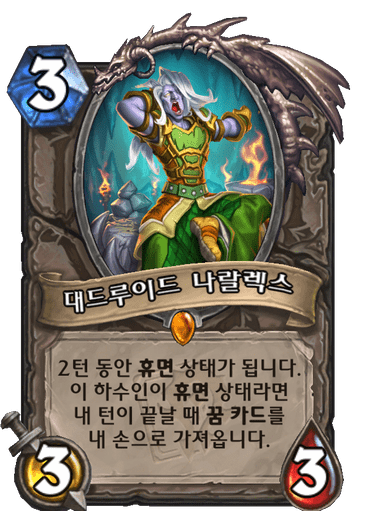 3
대드루이드 나랄렉스
2턴 동안 휴면 상태가 됩니다.
이 하수인이 휴면 상태라면
내 턴이 끝날 때 꿈 카드를
내 손으로 가져옵니다.
3
3